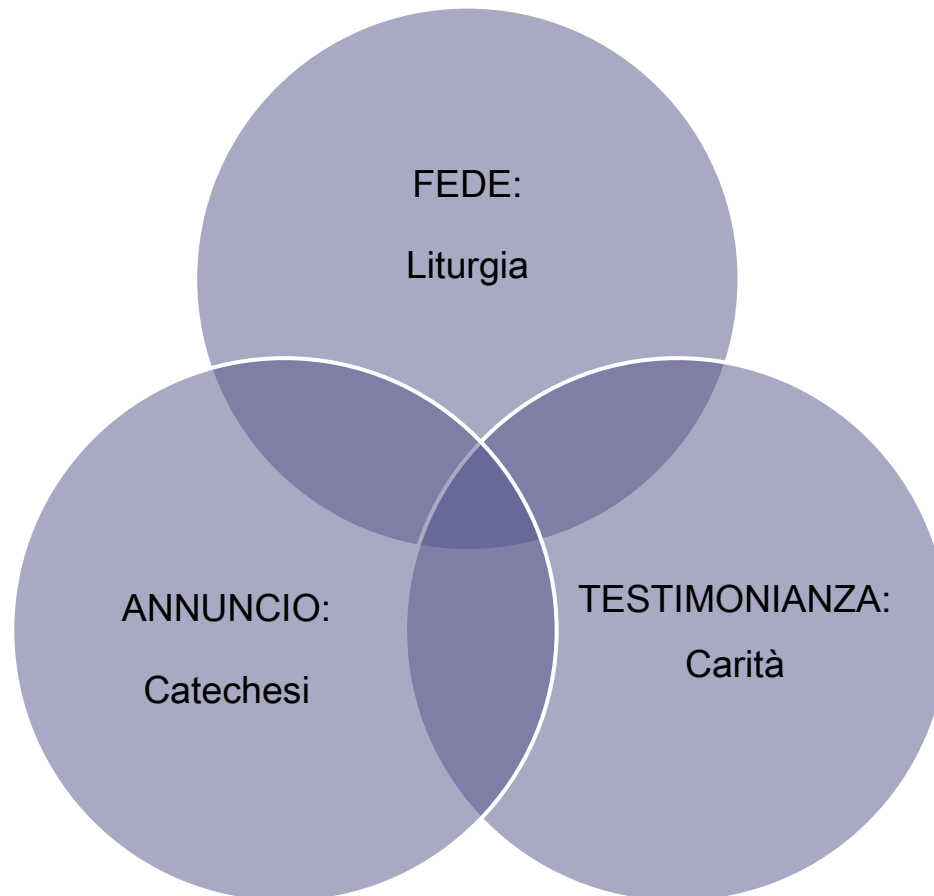 FEDE:
Liturgia
ANNUNCIO:
Catechesi
TESTIMONIANZA:
Carità